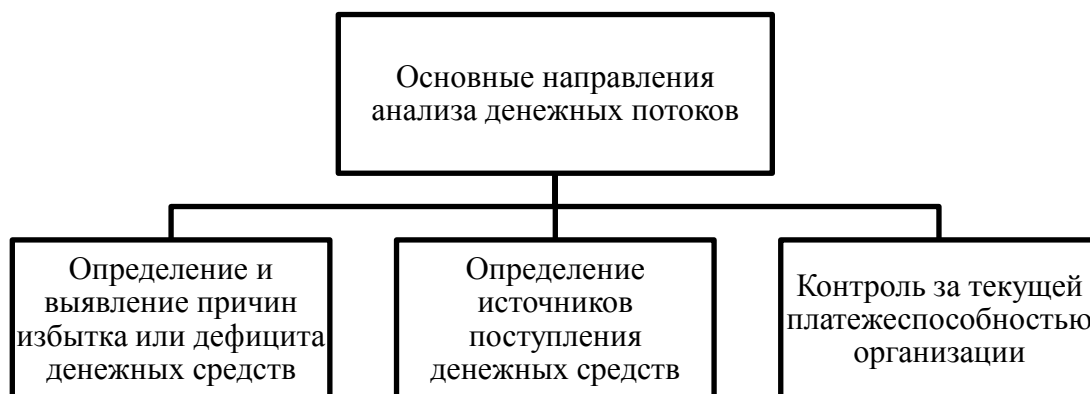 Основные направления
анализа денежных потоков
Определение и
выявление причин
избытка или дефицита
денежных средств
Определение
источников
поступления
денежных средств
Контроль за текущей
платежеспособностью
организации